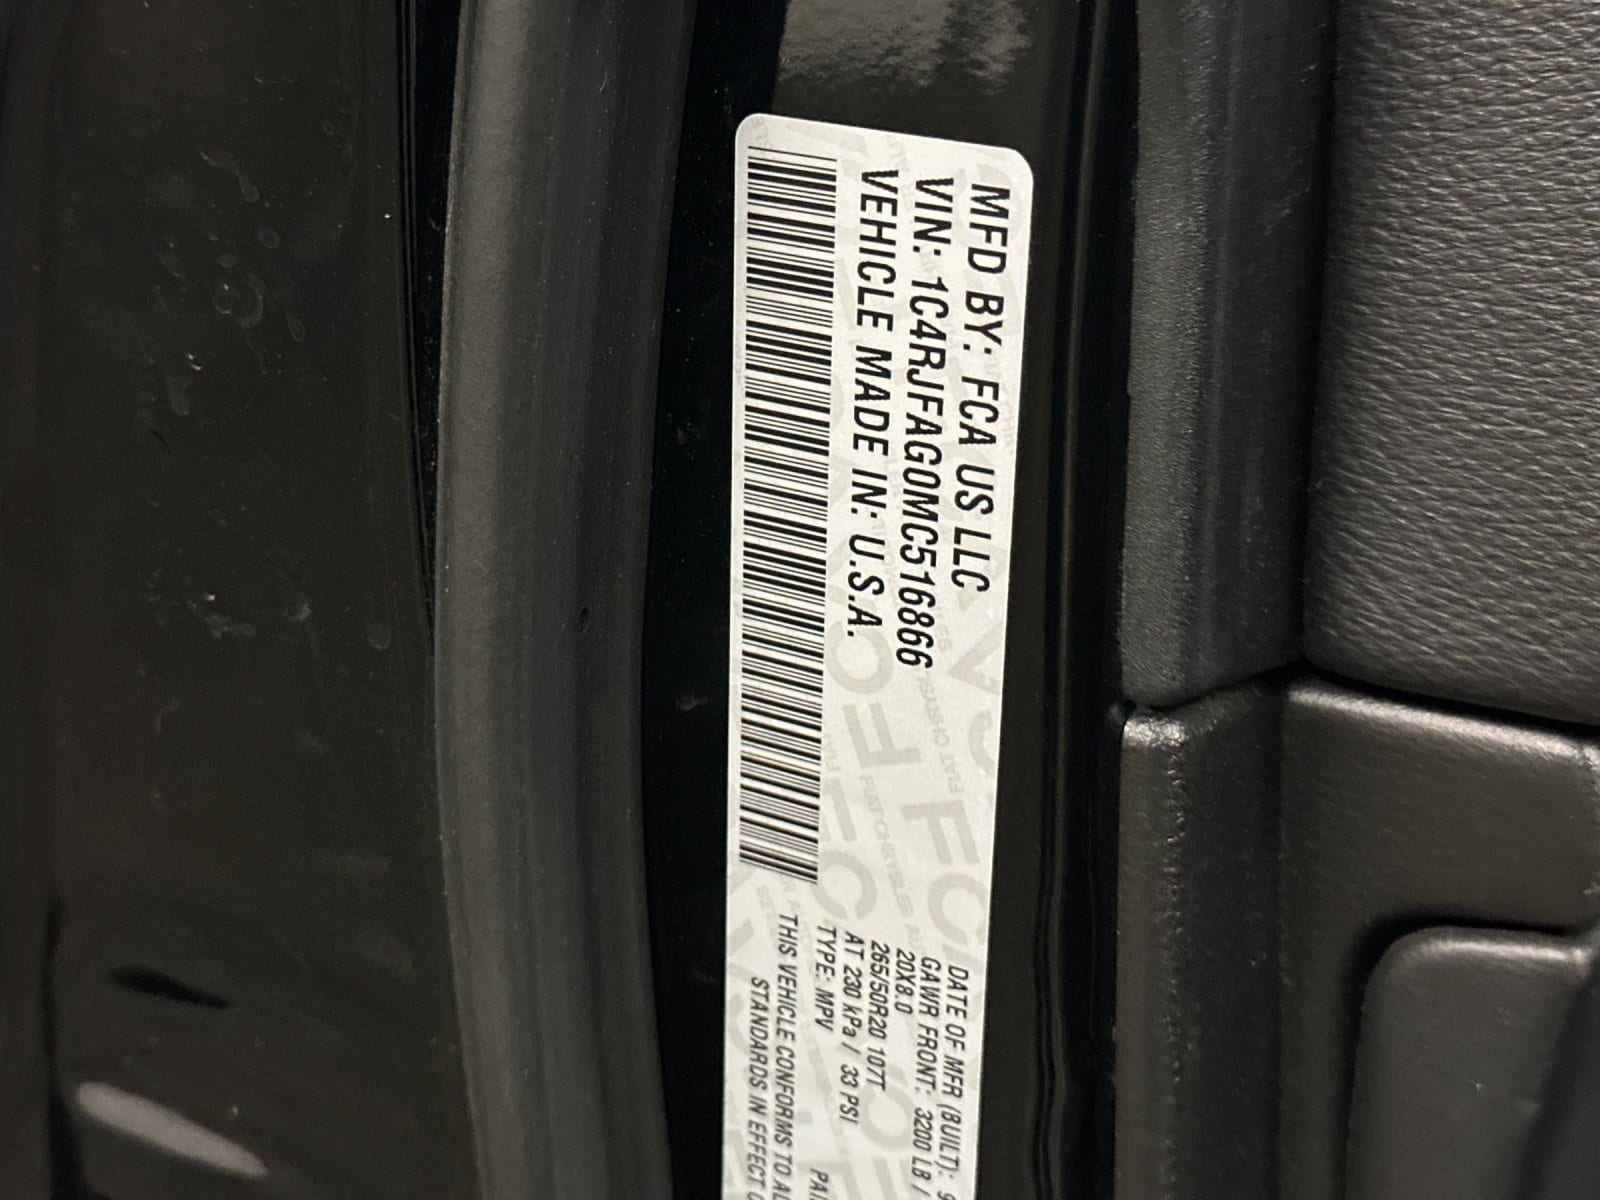 MFD BY: FCA US LLC
VIN: 1C4RJFAG0MC516866
VEHICLE MADE IN: U.S.A.
DATE OF MFR (BUILT): 9
GAWR FRONT: 3200 LB /
20X8.0
265/50R20 107T
AT 230 kPa / 33 PSI
TYPE: MPV
THIS VEHICLE CONFORMS TO
STANDARDS IN EFFECT